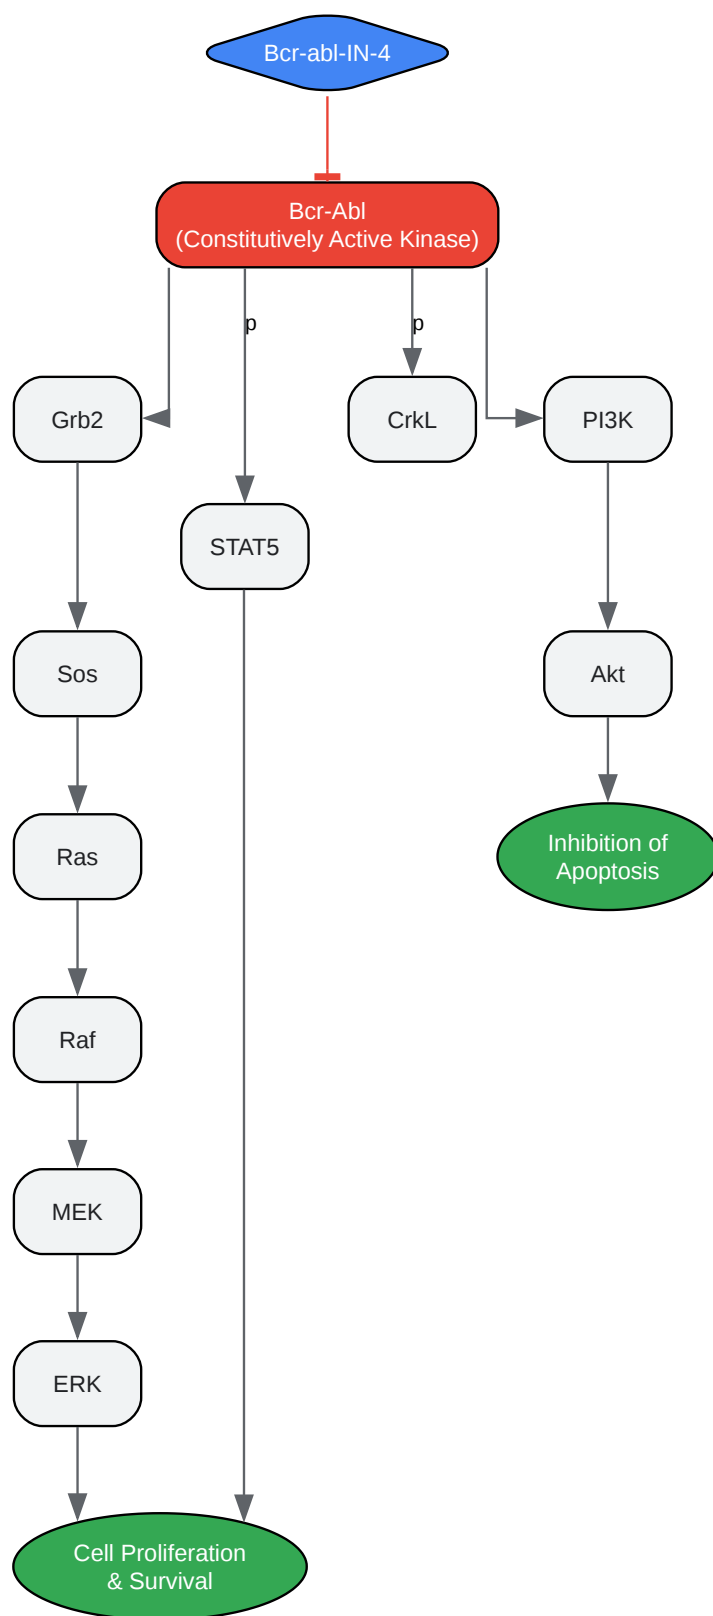 Bcr-abl-IN-4
Bcr-Abl
(Constitutively Active Kinase)
p
p
Grb2
CrkL
PI3K
STAT5
Sos
Akt
Ras
Inhibition of
Apoptosis
Raf
MEK
ERK
Cell Proliferation
& Survival